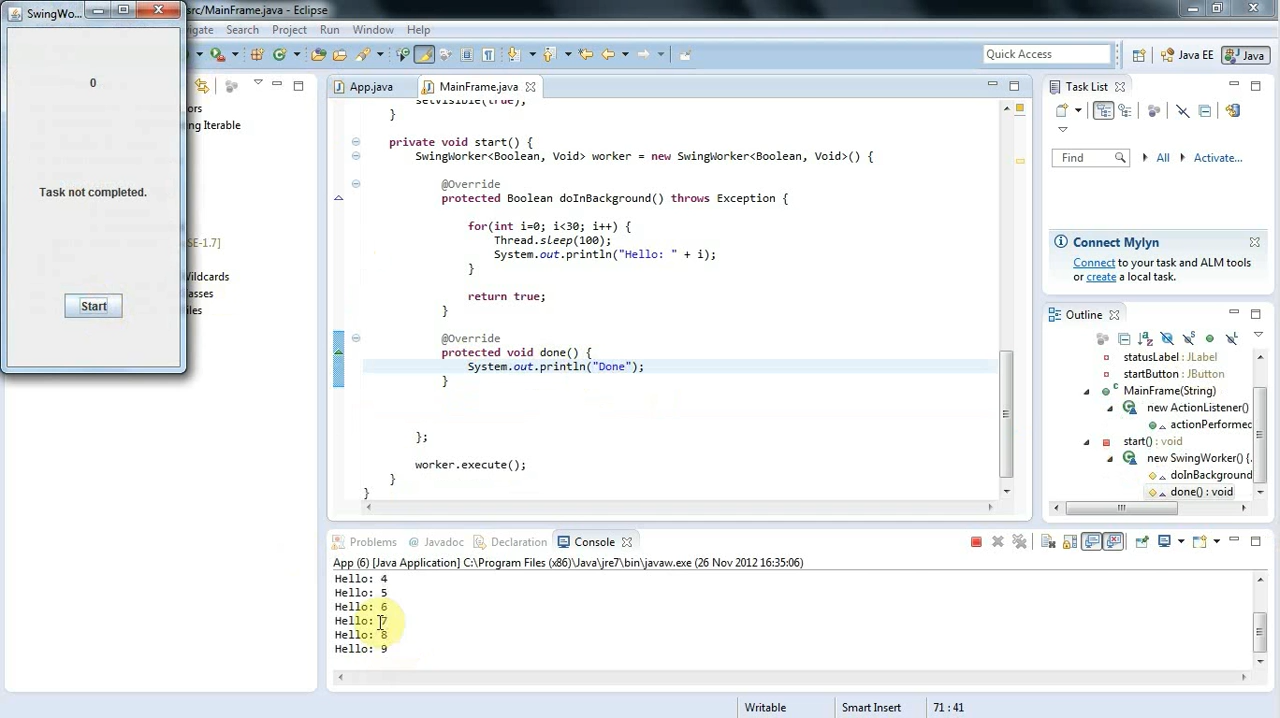 SwingWo...
src/MainFrame.java - Eclipse
Search Project Run Window Help
Quick Access
Java EE
Java
0
Task not completed.
Start
ng Iterable
SE-1.7]
Wildcards
asses
iles
App.java
MainFrame.java
setVisible(true);
}
private void start() {
SwingWorker<Boolean, Void> worker = new SwingWorker<Boolean, Void>() {
@Override
protected Boolean doInBackground() throws Exception {
for(int i=0; i<30; i++) {
Thread.sleep(100);
System.out.println("Hello: " + i);
}
return true;
}
@Override
protected void done() {
System.out.println("Done");
}
};
worker.execute();
}
}
Task List
Find
All
Activate...
Connect Mylyn
Connect to your task and ALM tools
or create a local task.
Outline
statusLabel : JLabel
startButton : JButton
MainFrame(String)
new ActionListener()
actionPerformed
start() : void
new SwingWorker() {..
doInBackground
done() : void
Problems
Javadoc
Declaration
Console
App (6) [Java Application] C:\Program Files (x86)\Java\jre7\bin\javaw.exe (26 Nov 2012 16:35:06)
Hello: 4
Hello: 5
Hello: 6
Hello: 7
Hello: 8
Hello: 9
Writable
Smart Insert
71 : 41